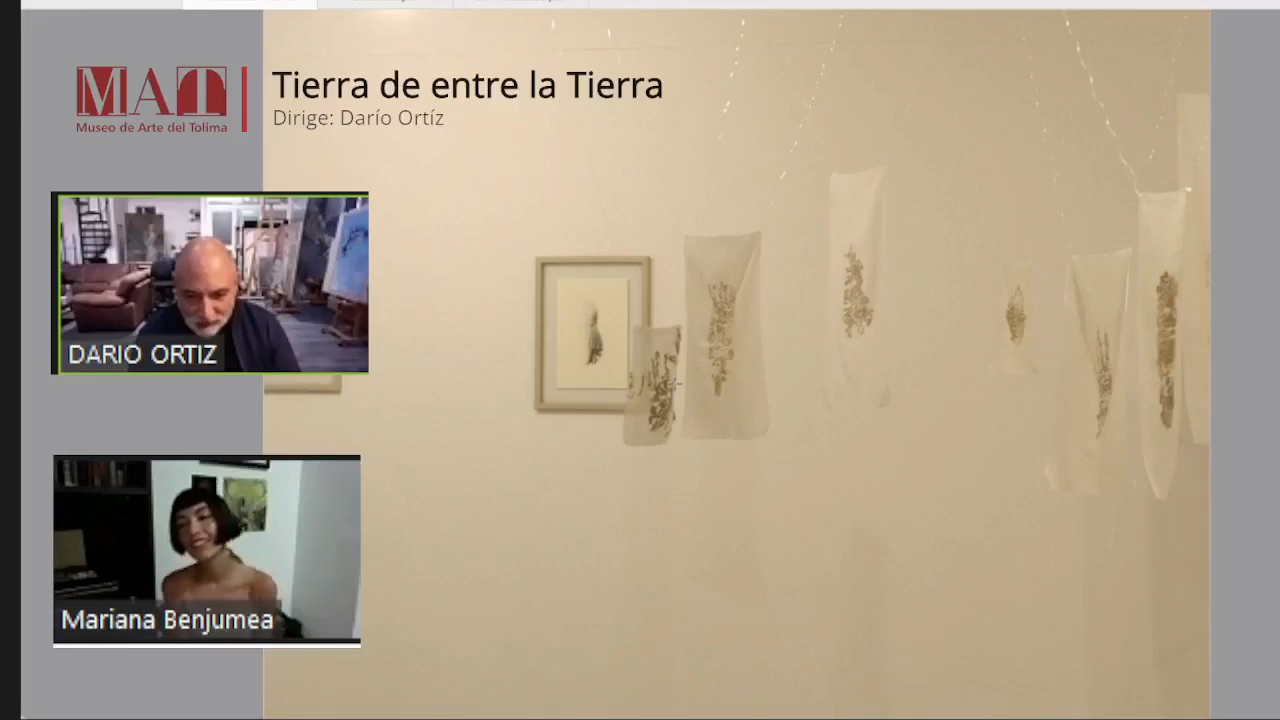 MAT
Museo de Arte del Tolima
Tierra de entre la Tierra
Dirige: Darío Ortíz
DARIO ORTIZ
Mariana Benjumea